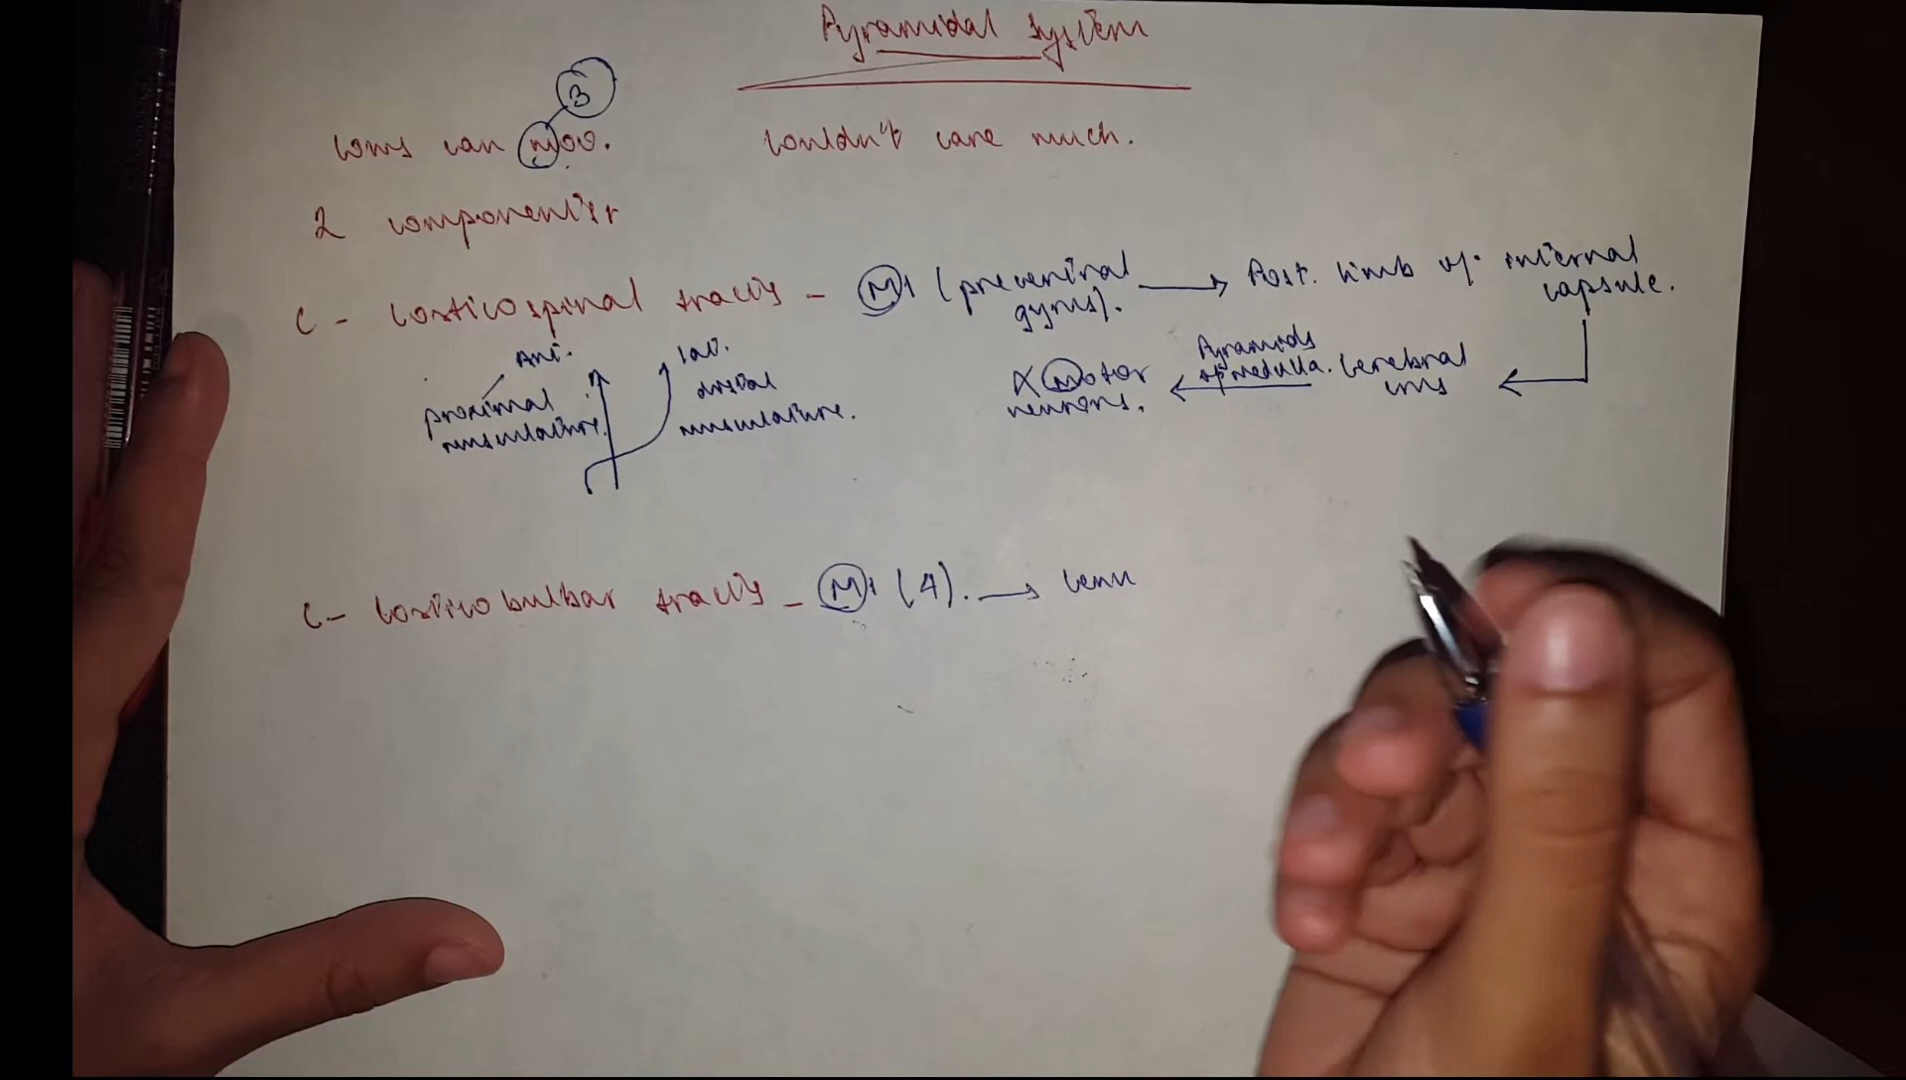 Pyramidal system
B
Cows can moo.
Couldn't care much.
2 components:
C - Corticospinal tracts - M1 (precentral gyrus). → Post. limb of internal capsule.
Ant.
proximal musculature.
Lat.
distal musculature.
Cerebral crus
Pyramids of medulla.
α Motor neurons.
C - Corticobulbar tracts - M1 (4). →